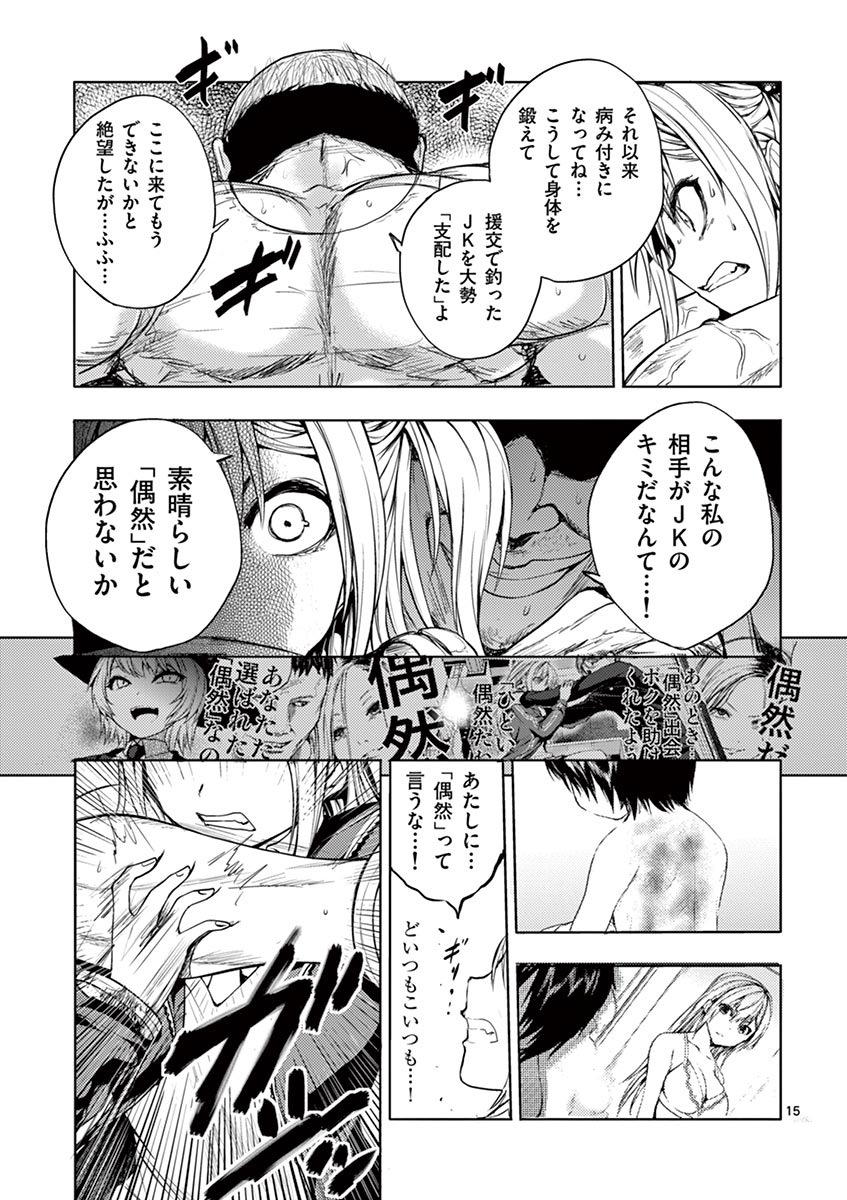 それ以来
病み付きに
なってね…
こうして身体を
鍛えて
援交で釣った
JKを大勢
「支配した」よ
ギ
ギ
ここに来てもう
できないかと
絶望したが…ふふ…
こんな私の
相手がJKの
キミだなんて…!
素晴らしい
「偶然」だと
思わないか
偶然だ
あのとき…
「偶然」出会
ボクを助け
くれたよ
「ひどい
「偶然だ
偶然
あなたた
選ばれた
「偶然」なの
あたしに…
「偶然」って
言うな…!
ギリ
どいつもこいつも…!
ガッ
15